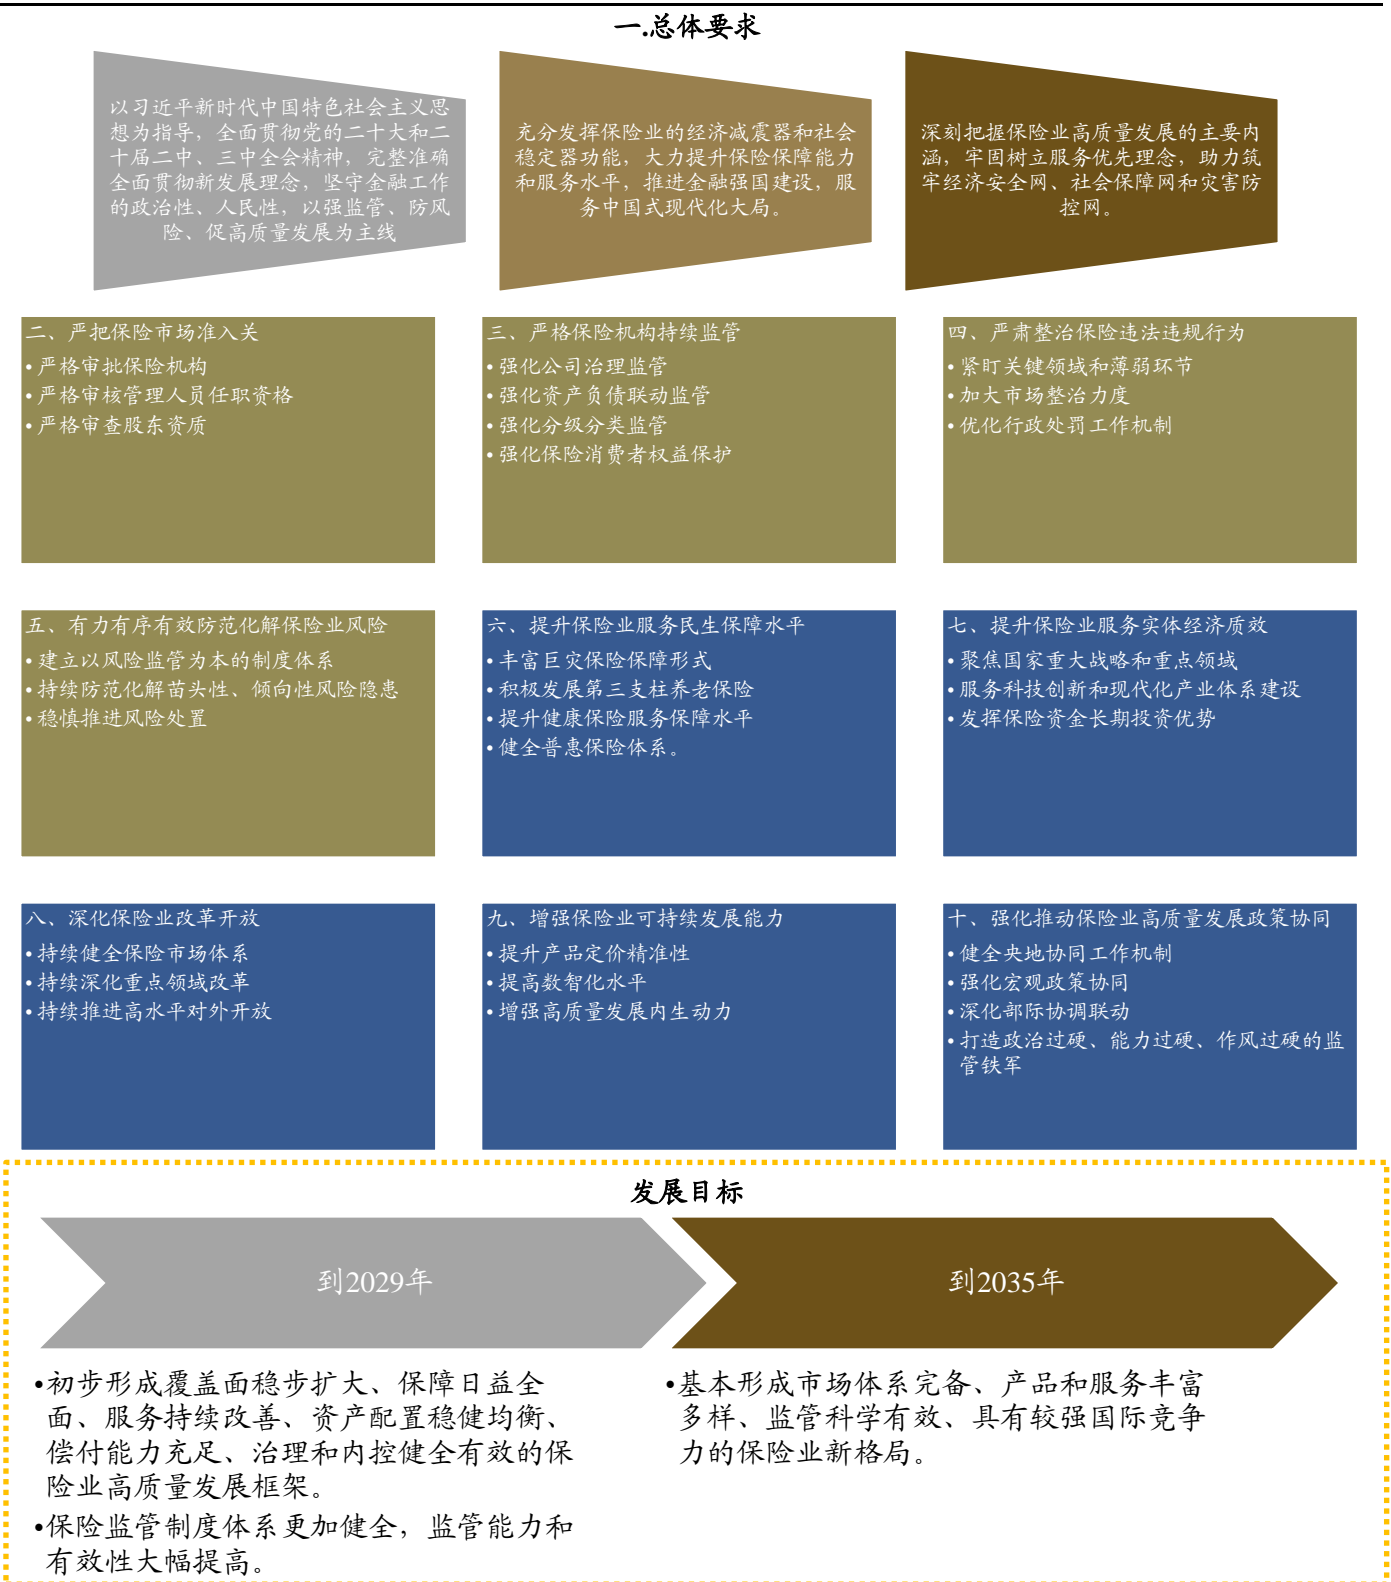 一.总体要求
以习近平新时代中国特色社会主义思
想为指导，全面贯彻党的二十大和二
十届二中、三中全会精神，完整准确
全面贯彻新发展理念，坚守金融工作
的政治性、人民性，以强监管、防风
险、促高质量发展为主线
充分发挥保险业的经济减震器和社会
稳定器功能，大力提升保险保障能力
和服务水平，推进金融强国建设，服
务中国式现代化大局。
深刻把握保险业高质量发展的主要内
涵，牢固树立服务优先理念，助力筑
牢经济安全网、社会保障网和灾害防
控网。
二、严把保险市场准入关
•严格审批保险机构
•严格审核管理人员任职资格
•严格审查股东资质
三、严格保险机构持续监管
•强化公司治理监管
•强化资产负债联动监管
•强化分级分类监管
•强化保险消费者权益保护
四、严肃整治保险违法违规行为
•紧盯关键领域和薄弱环节
•加大市场整治力度
•优化行政处罚工作机制
五、有力有序有效防范化解保险业风险
•建立以风险监管为本的制度体系
•持续防范化解苗头性、倾向性风险隐患
•稳慎推进风险处置
六、提升保险业服务民生保障水平
•丰富巨灾保险保障形式
•积极发展第三支柱养老保险
•提升健康保险服务保障水平
•健全普惠保险体系。
七、提升保险业服务实体经济质效
•聚焦国家重大战略和重点领域
•服务科技创新和现代化产业体系建设
•发挥保险资金长期投资优势
八、深化保险业改革开放
•持续健全保险市场体系
•持续深化重点领域改革
•持续推进高水平对外开放
九、增强保险业可持续发展能力
•提升产品定价精准性
•提高数智化水平
•增强高质量发展内生动力
十、强化推动保险业高质量发展政策协同
•健全央地协同工作机制
•强化宏观政策协同
•深化部际协调联动
•打造政治过硬、能力过硬、作风过硬的监
管铁军
发展目标
到2029年
到2035年
•初步形成覆盖面稳步扩大、保障日益全
面、服务持续改善、资产配置稳健均衡、
偿付能力充足、治理和内控健全有效的保
险业高质量发展框架。
•保险监管制度体系更加健全，监管能力和
有效性大幅提高。
•基本形成市场体系完备、产品和服务丰富
多样、监管科学有效、具有较强国际竞争
力的保险业新格局。